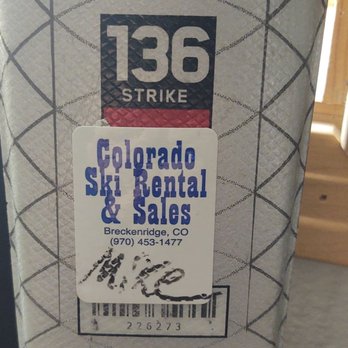 136
STRIKE
Colorado
Ski Rental
& Sales
Breckenridge, CO
(970) 453-1477
Mike
226273